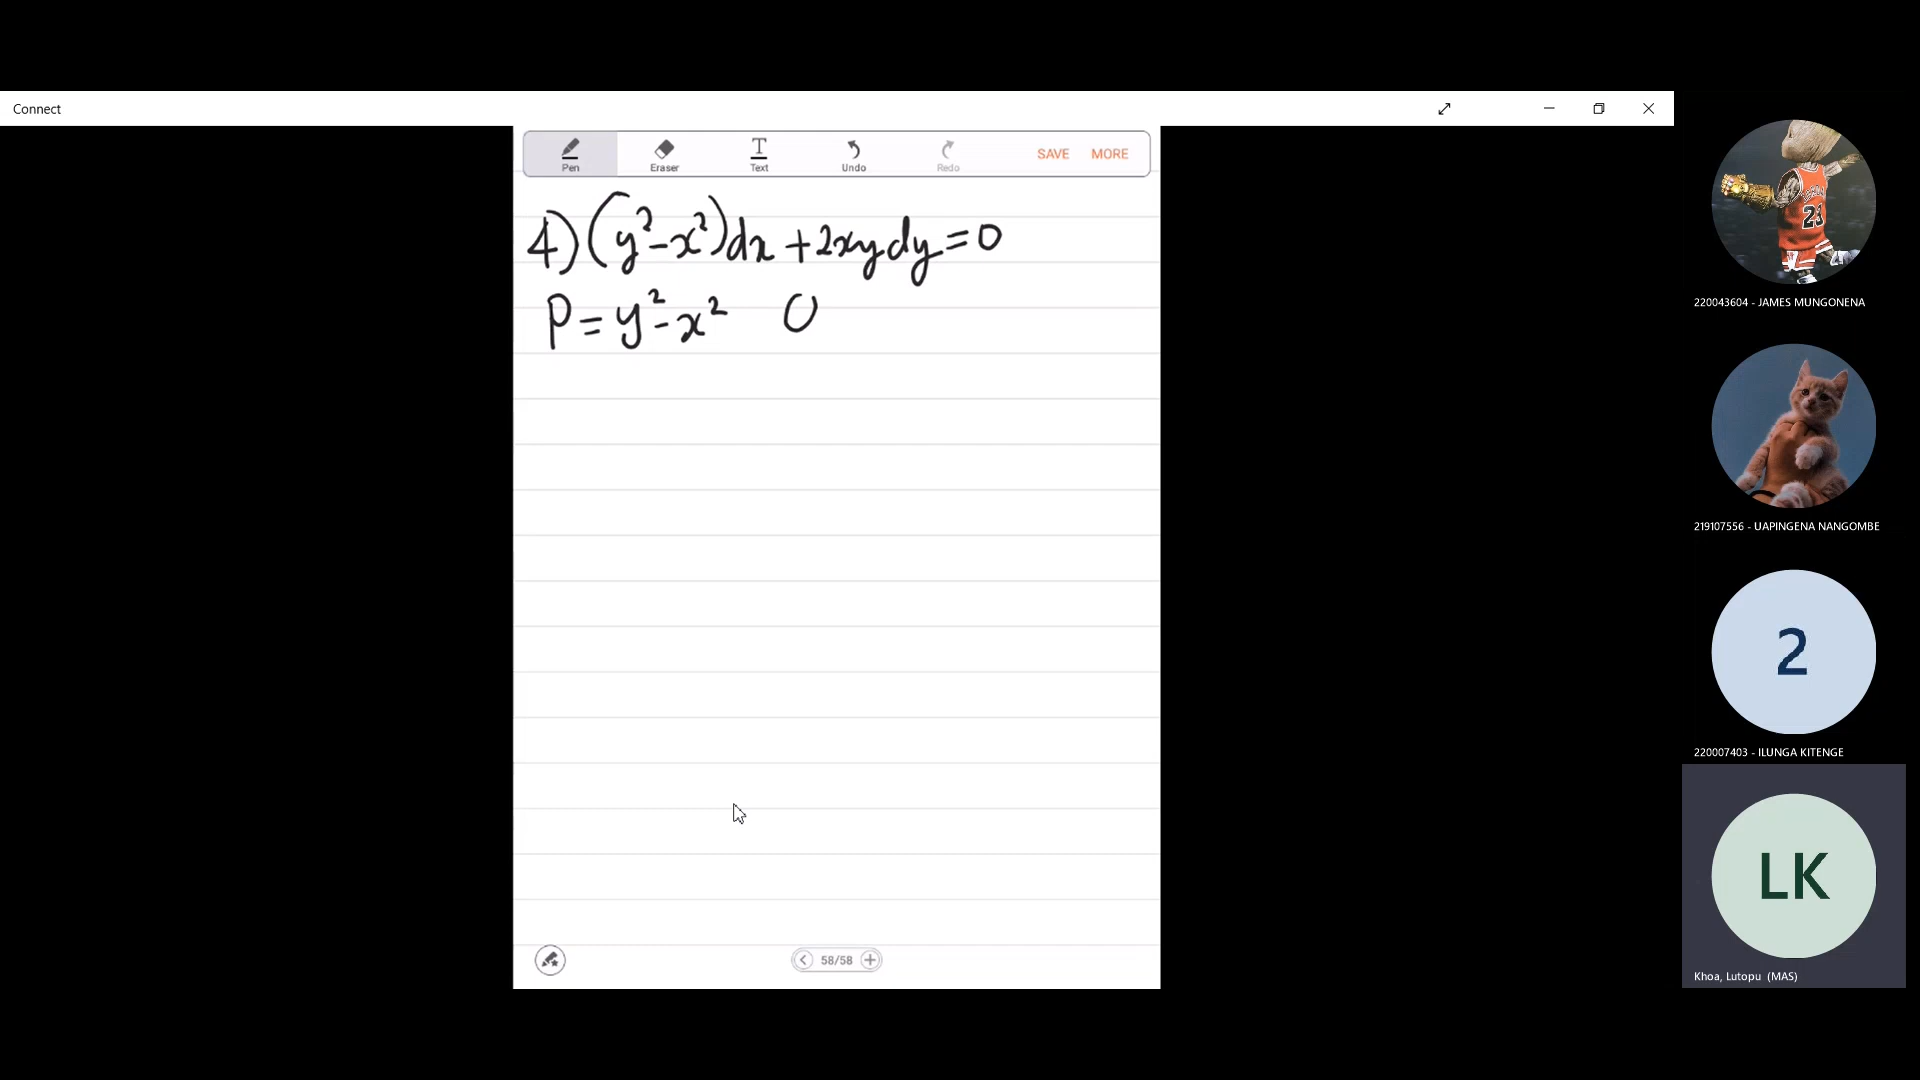 Connect
Pen
Eraser
Text
Undo
Redo
SAVE
MORE
4) (y²-x²)dx + 2xydy = 0
P = y²-x² O
58/58
23
220043604 - JAMES MUNGONENA
219107556 - UAPINGENA NANGOMBE
2
220007403 - ILUNGA KITENGE
LK
Khoa, Lutopu (MAS)